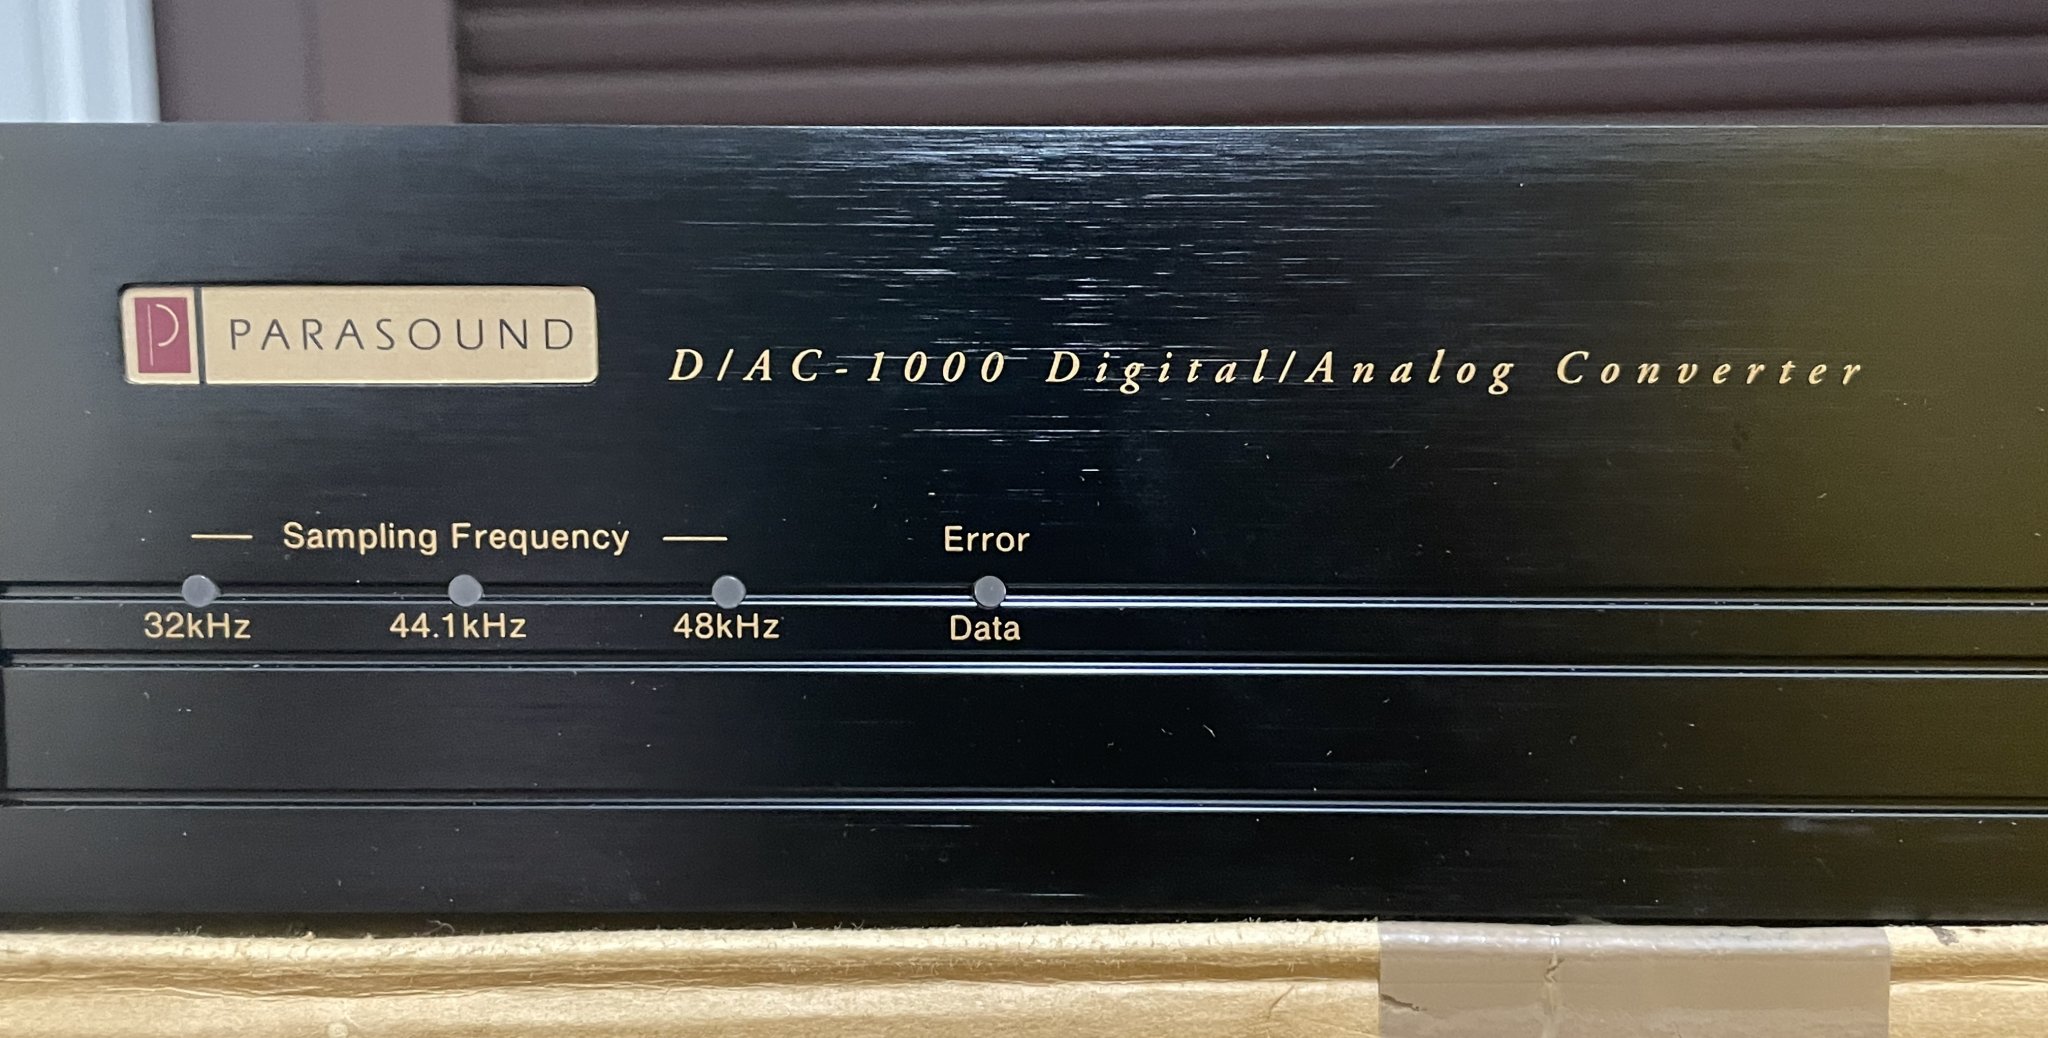 PARASOUND
D/AC-1000 Digital/Analog Converter
Sampling Frequency
Error
32kHz 44.1kHz 48kHz Data